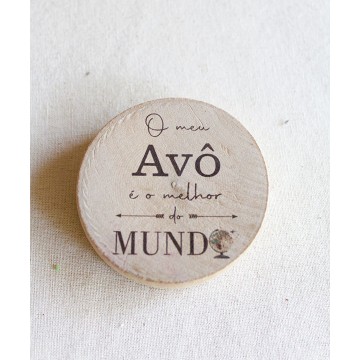 O meu
Avô
é o melhor
do
MUNDO